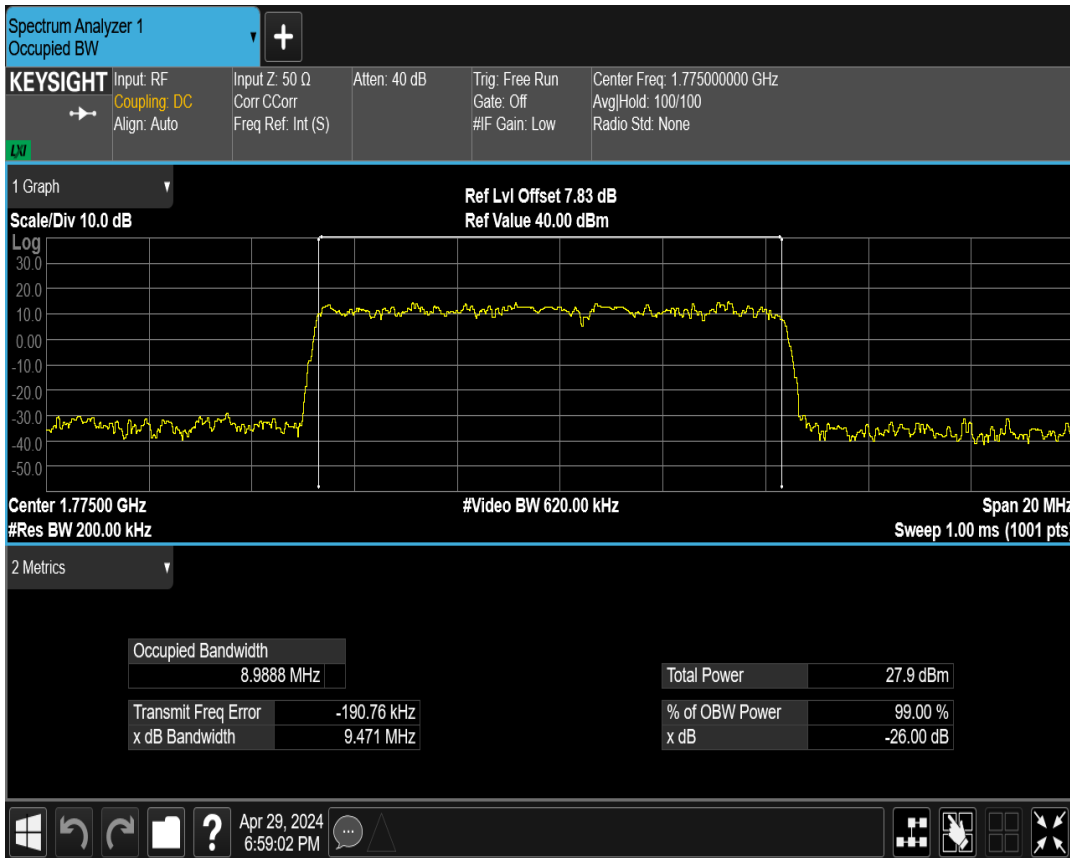 Spectrum Analyzer 1
Occupied BW
KEYSIGHT
Input: RF
Coupling: DC
Align: Auto
Input Z: 50 Ω
Corr CCorr
Freq Ref: Int (S)
Atten: 40 dB
Trig: Free Run
Gate: Off
#IF Gain: Low
Center Freq: 1.775000000 GHz
Avg|Hold: 100/100
Radio Std: None
LXI
1 Graph
Ref Lvl Offset 7.83 dB
Scale/Div 10.0 dB
Ref Value 40.00 dBm
Log
30.0
20.0
10.0
0.00
-10.0
-20.0
-30.0
-40.0
-50.0
Center 1.77500 GHz
#Video BW 620.00 kHz
Span 20 MHz
#Res BW 200.00 kHz
Sweep 1.00 ms (1001 pts)
2 Metrics
Occupied Bandwidth
8.9888 MHz
Total Power 27.9 dBm
Transmit Freq Error -190.76 kHz
% of OBW Power 99.00 %
x dB Bandwidth 9.471 MHz
x dB -26.00 dB
Apr 29, 2024
6:59:02 PM